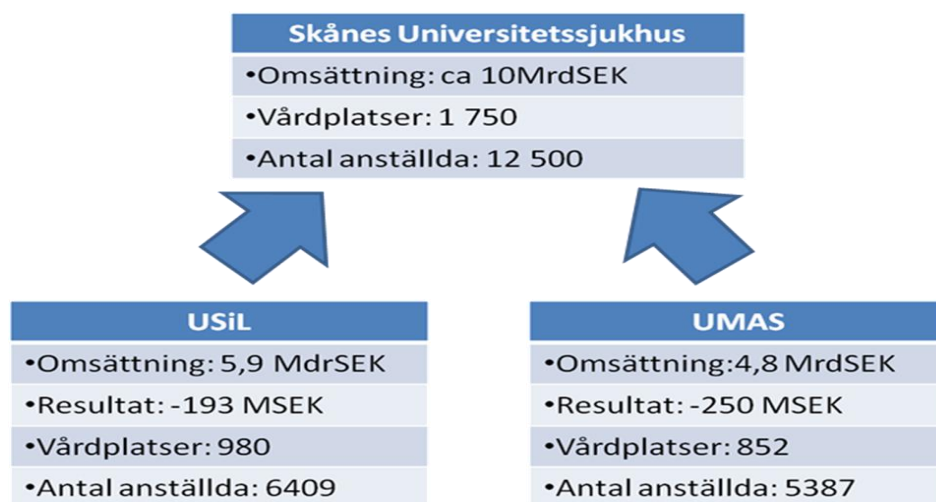 Skånes Universitetssjukhus
•Omsättning: ca 10MrdSEK
•Vårdplatser: 1 750
•Antal anställda: 12 500
USiL
•Omsättning: 5,9 MdrSEK
•Resultat: -193 MSEK
•Vårdplatser: 980
•Antal anställda: 6409
UMAS
•Omsättning:4,8 MrdSEK
•Resultat: -250 MSEK
•Vårdplatser: 852
•Antal anställda: 5387